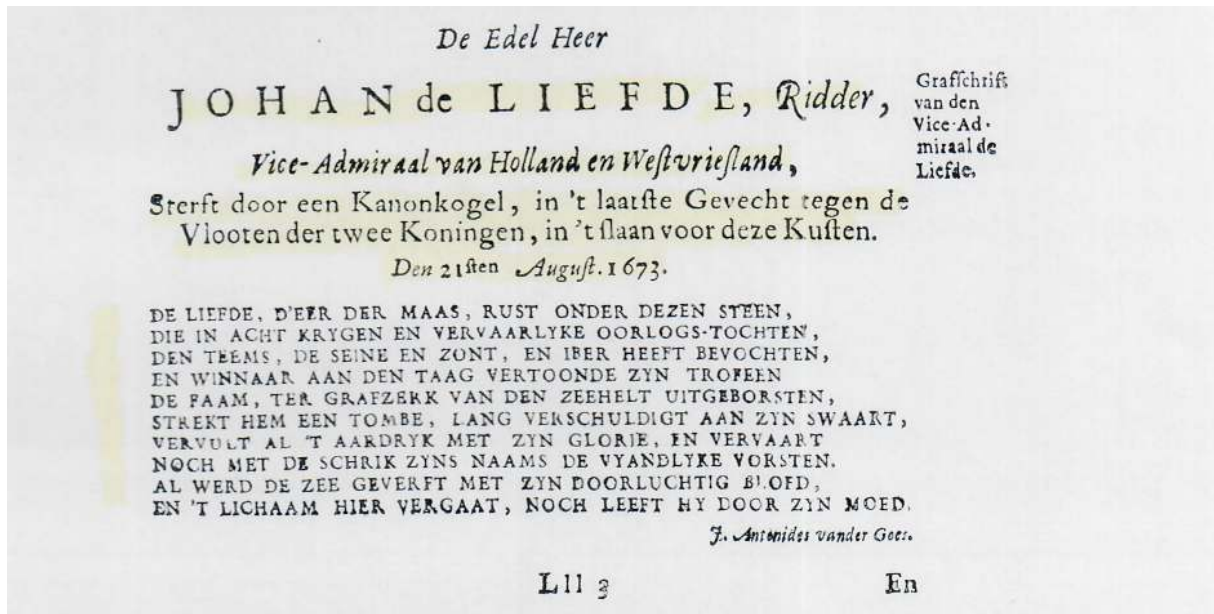 De Edel Heer
JOHAN de LIEFDE, Ridder,
Vice-Admiraal van Holland en Weſtvrieſland,
Sterft door een Kanonkogel, in 't laatſte Gevecht tegen de
Vlooten der twee Koningen, in 't ſlaan voor deze Kuſten.
Den 21ſten Auguſt. 1673.
Grafſchrift
van den
Vice-Ad-
miraal de
Liefde.
DE LIEFDE, D'EER DER MAAS, RUST ONDER DEZEN STEEN,
DIE IN ACHT KRYGEN EN VERVAARLYKE OORLOGS-TOCHTEN,
DEN TEEMS, DE SEINE EN ZONT, EN IBER HEEFT BEVOCHTEN,
EN WINNAAR AAN DEN TAAG VERTOONDE ZYN TROFEEN
DE FAAM, TER GRAFZERK VAN DEN ZEEHELT UITGEBORSTEN,
STREKT HEM EEN TOMBE, LANG VERSCHULDIGT AAN ZYN SWAART,
VERVULT AL 'T AARDRYK MET ZYN GLORIE, EN VERVAART
NOCH MET DE SCHRIK ZYNS NAAMS DE VYANDLYKE VORSTEN.
AL WERD DE ZEE GEVERFT MET ZYN DOORLUCHTIG BLOED,
EN 'T LICHAAM HIER VERGAAT, NOCH LEEFT HY DOOR ZYN MOED.
J. Antonides vander Goes.
Lll 3
En